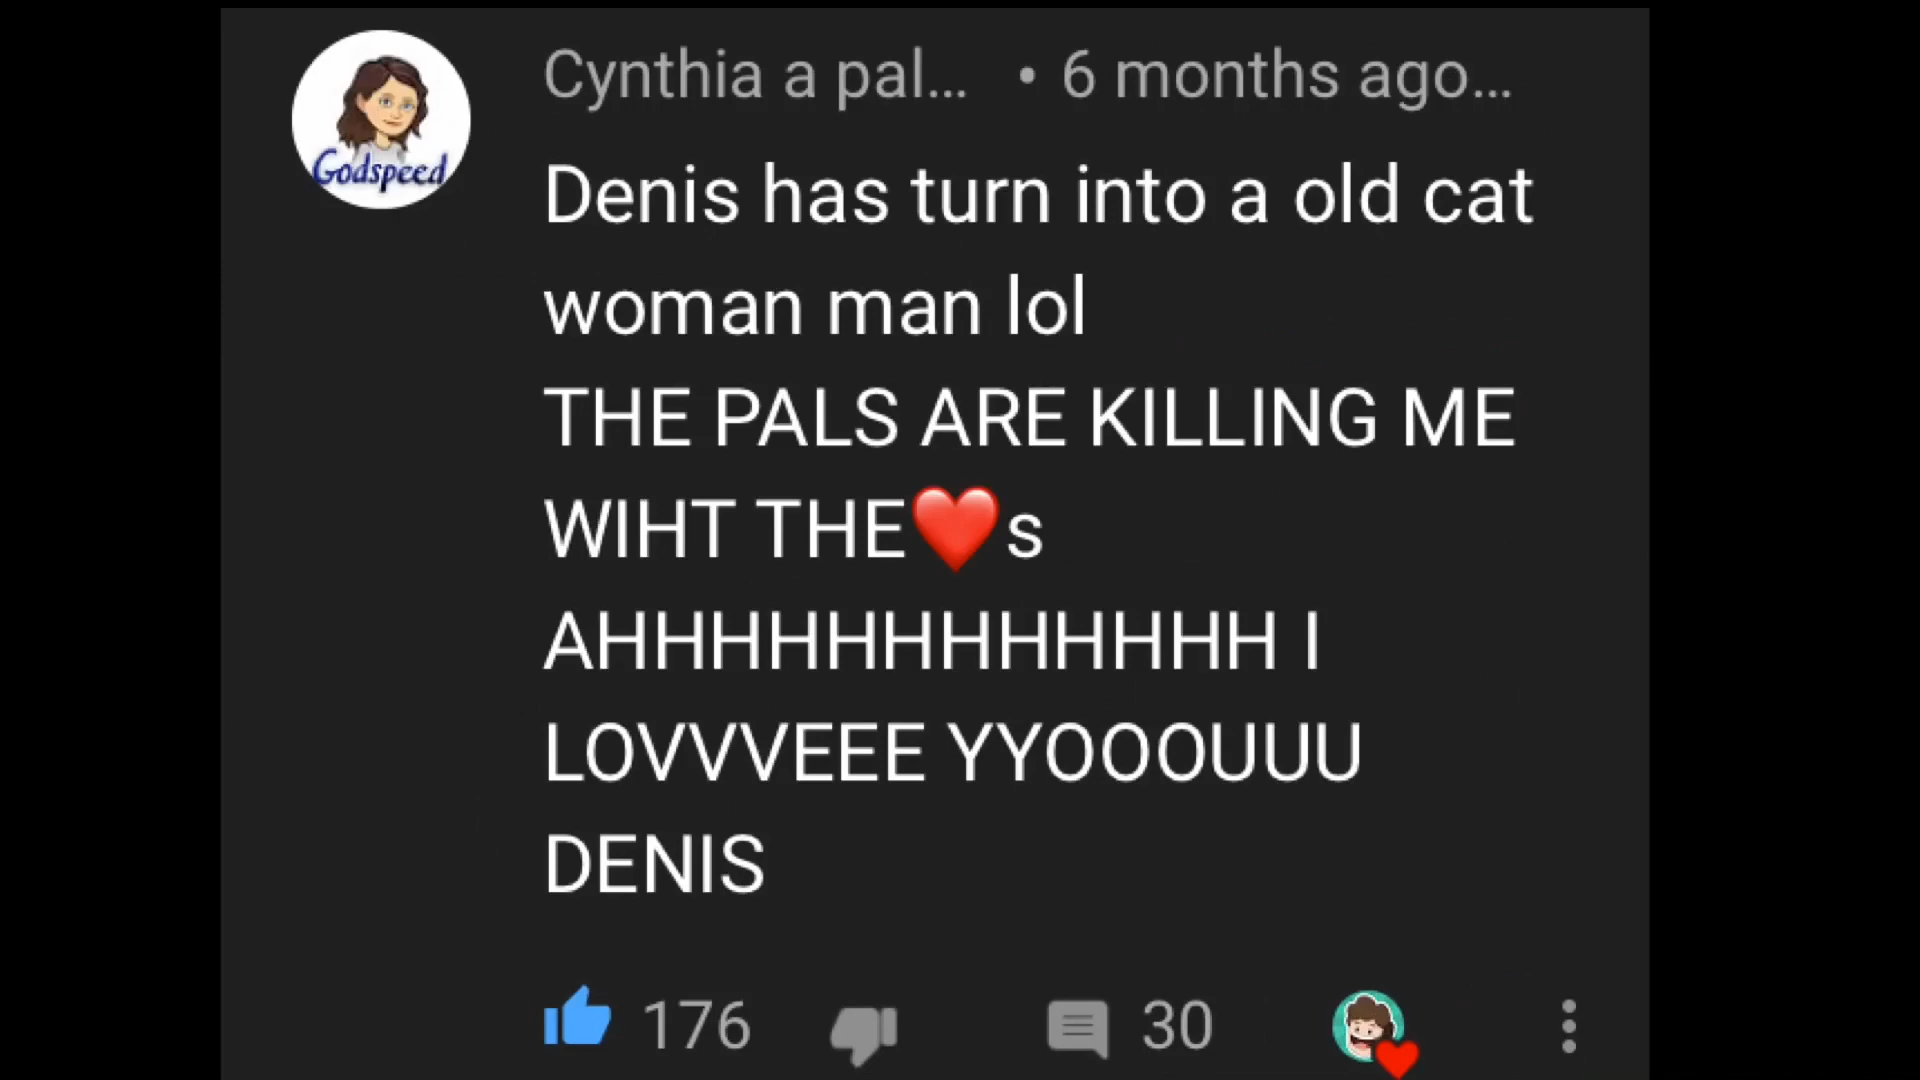 Godspeed
Cynthia a pal... • 6 months ago...
Denis has turn into a old cat
woman man lol
THE PALS ARE KILLING ME
WIHT THE❤️s
AHHHHHHHHHHHH I
LOVVVEEE YYOOOUUU
DENIS
176
30